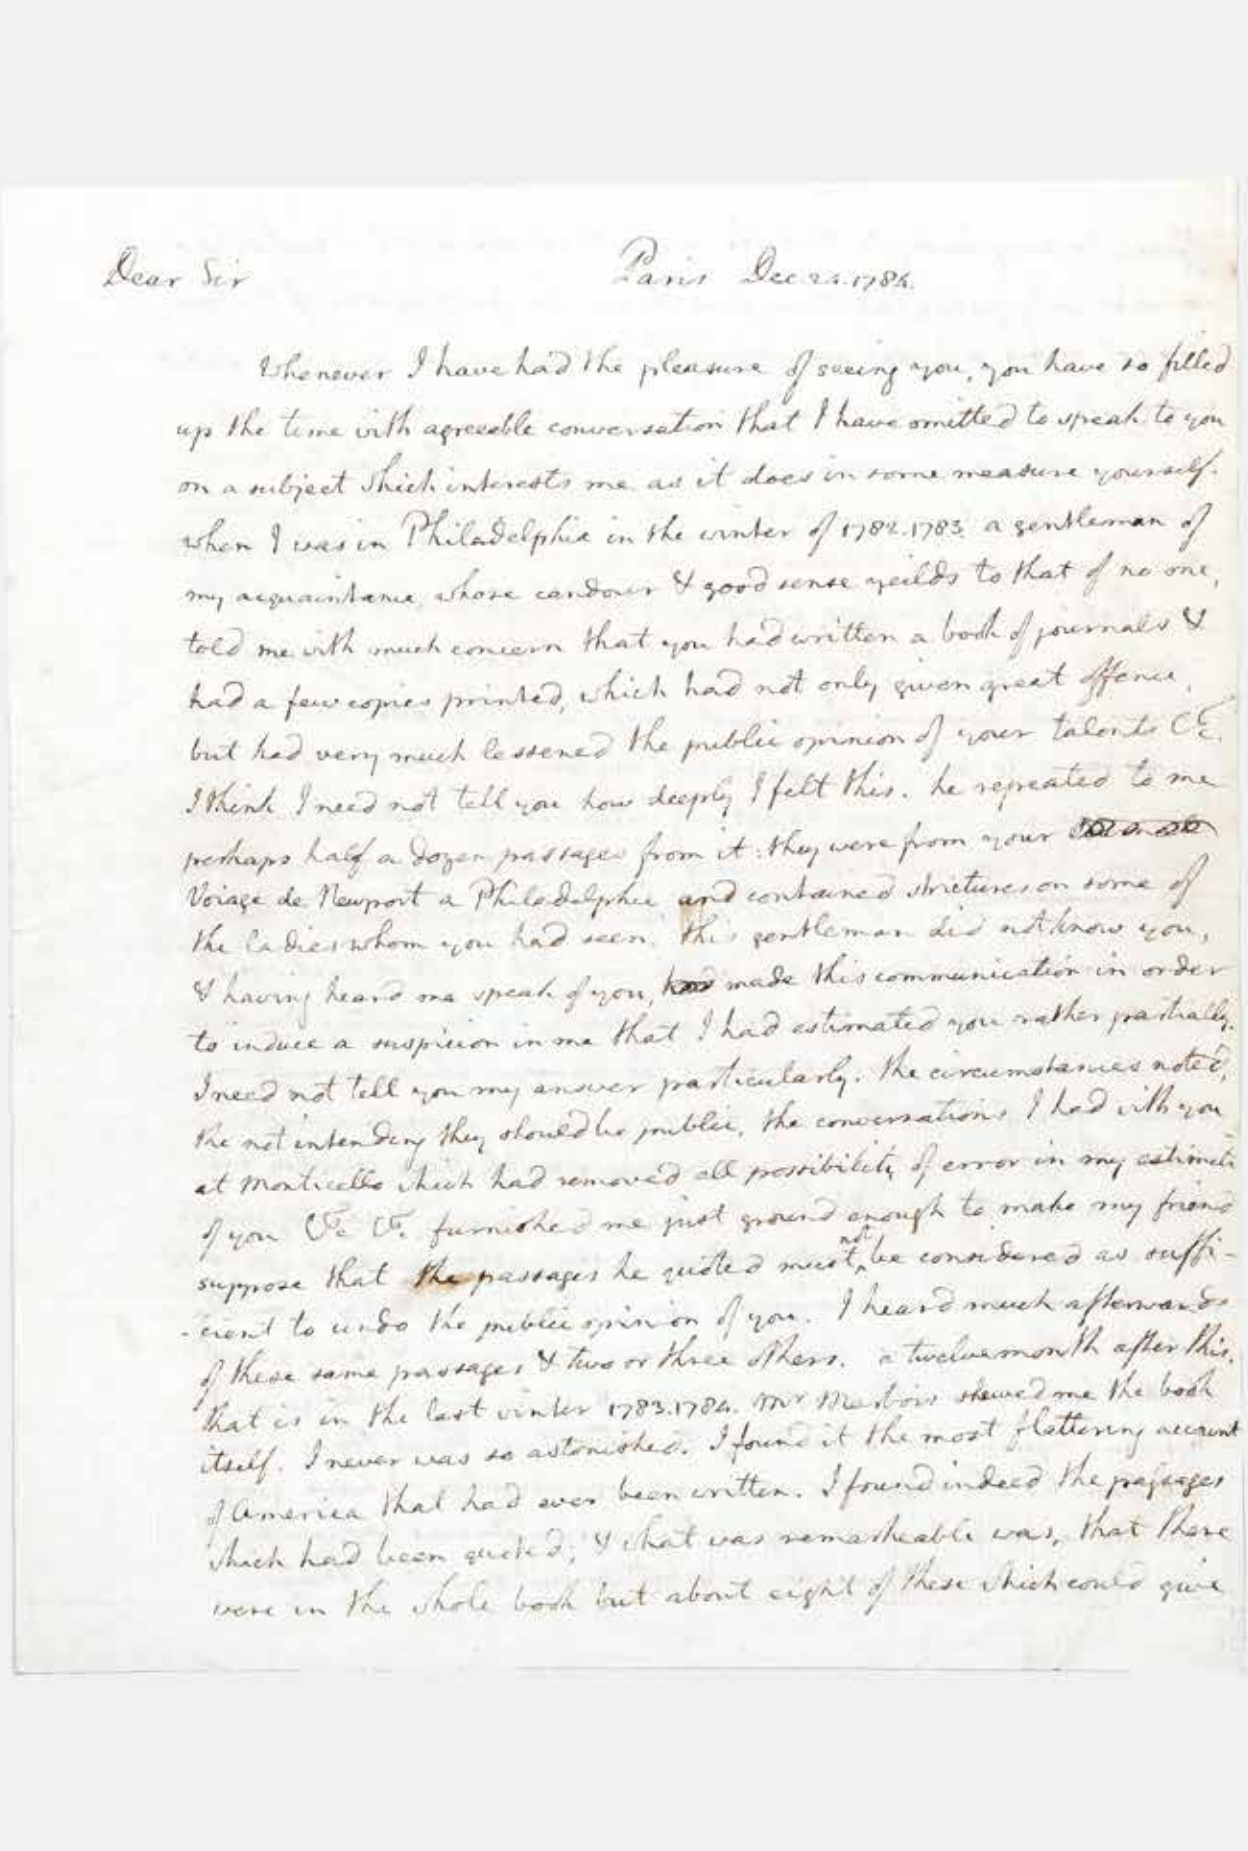 Dear Sir Paris Dec 24. 1784.
Whenever I have had the pleasure of seeing you, you have so filled
up the time with agreeable conversation that I have omitted to speak to you
on a subject which interests me as it does in some measure yourself.
when I was in Philadelphia in the winter of 1782.1783. a gentleman of
my acquaintance, whose candour & good sense yeilds to that of no one,
told me with much concern that you had written a book of journals &
had a few copies printed, which had not only given great offence,
but had very much lessened the public opinion of your talents &c.
I think I need not tell you how deeply I felt this. he repeated to me
perhaps half a dozen passages from it: they were from your
Voiage de Newport a Philadelphie and contained strictures on some of
the ladies whom you had seen. this gentleman did not know you,
& having heard me speak of you, had made this communication in order
to induce a suspicion in me that I had estimated you rather partially.
I need not tell you my answer particularly. the circumstances noted,
the not intending they should be public, the conversations I had with you
at Monticello which had removed all possibility of error in my estimate
of you &c &c. furnished me just ground enough to make my friend
suppose that the passages he quoted must not be considered as suffi-
-cient to undo the public opinion of you. I heard much afterwards
of these same passages & two or three others. a twelvemonth after this,
that is in the last winter 1783.1784. Mr Marbois shewed me the book
itself. I never was so astonished. I found it the most flattering account
of America that had ever been written. I found indeed the passages
which had been quoted; & what was remarkeable was, that there
were in the whole book but about eight of these which could give